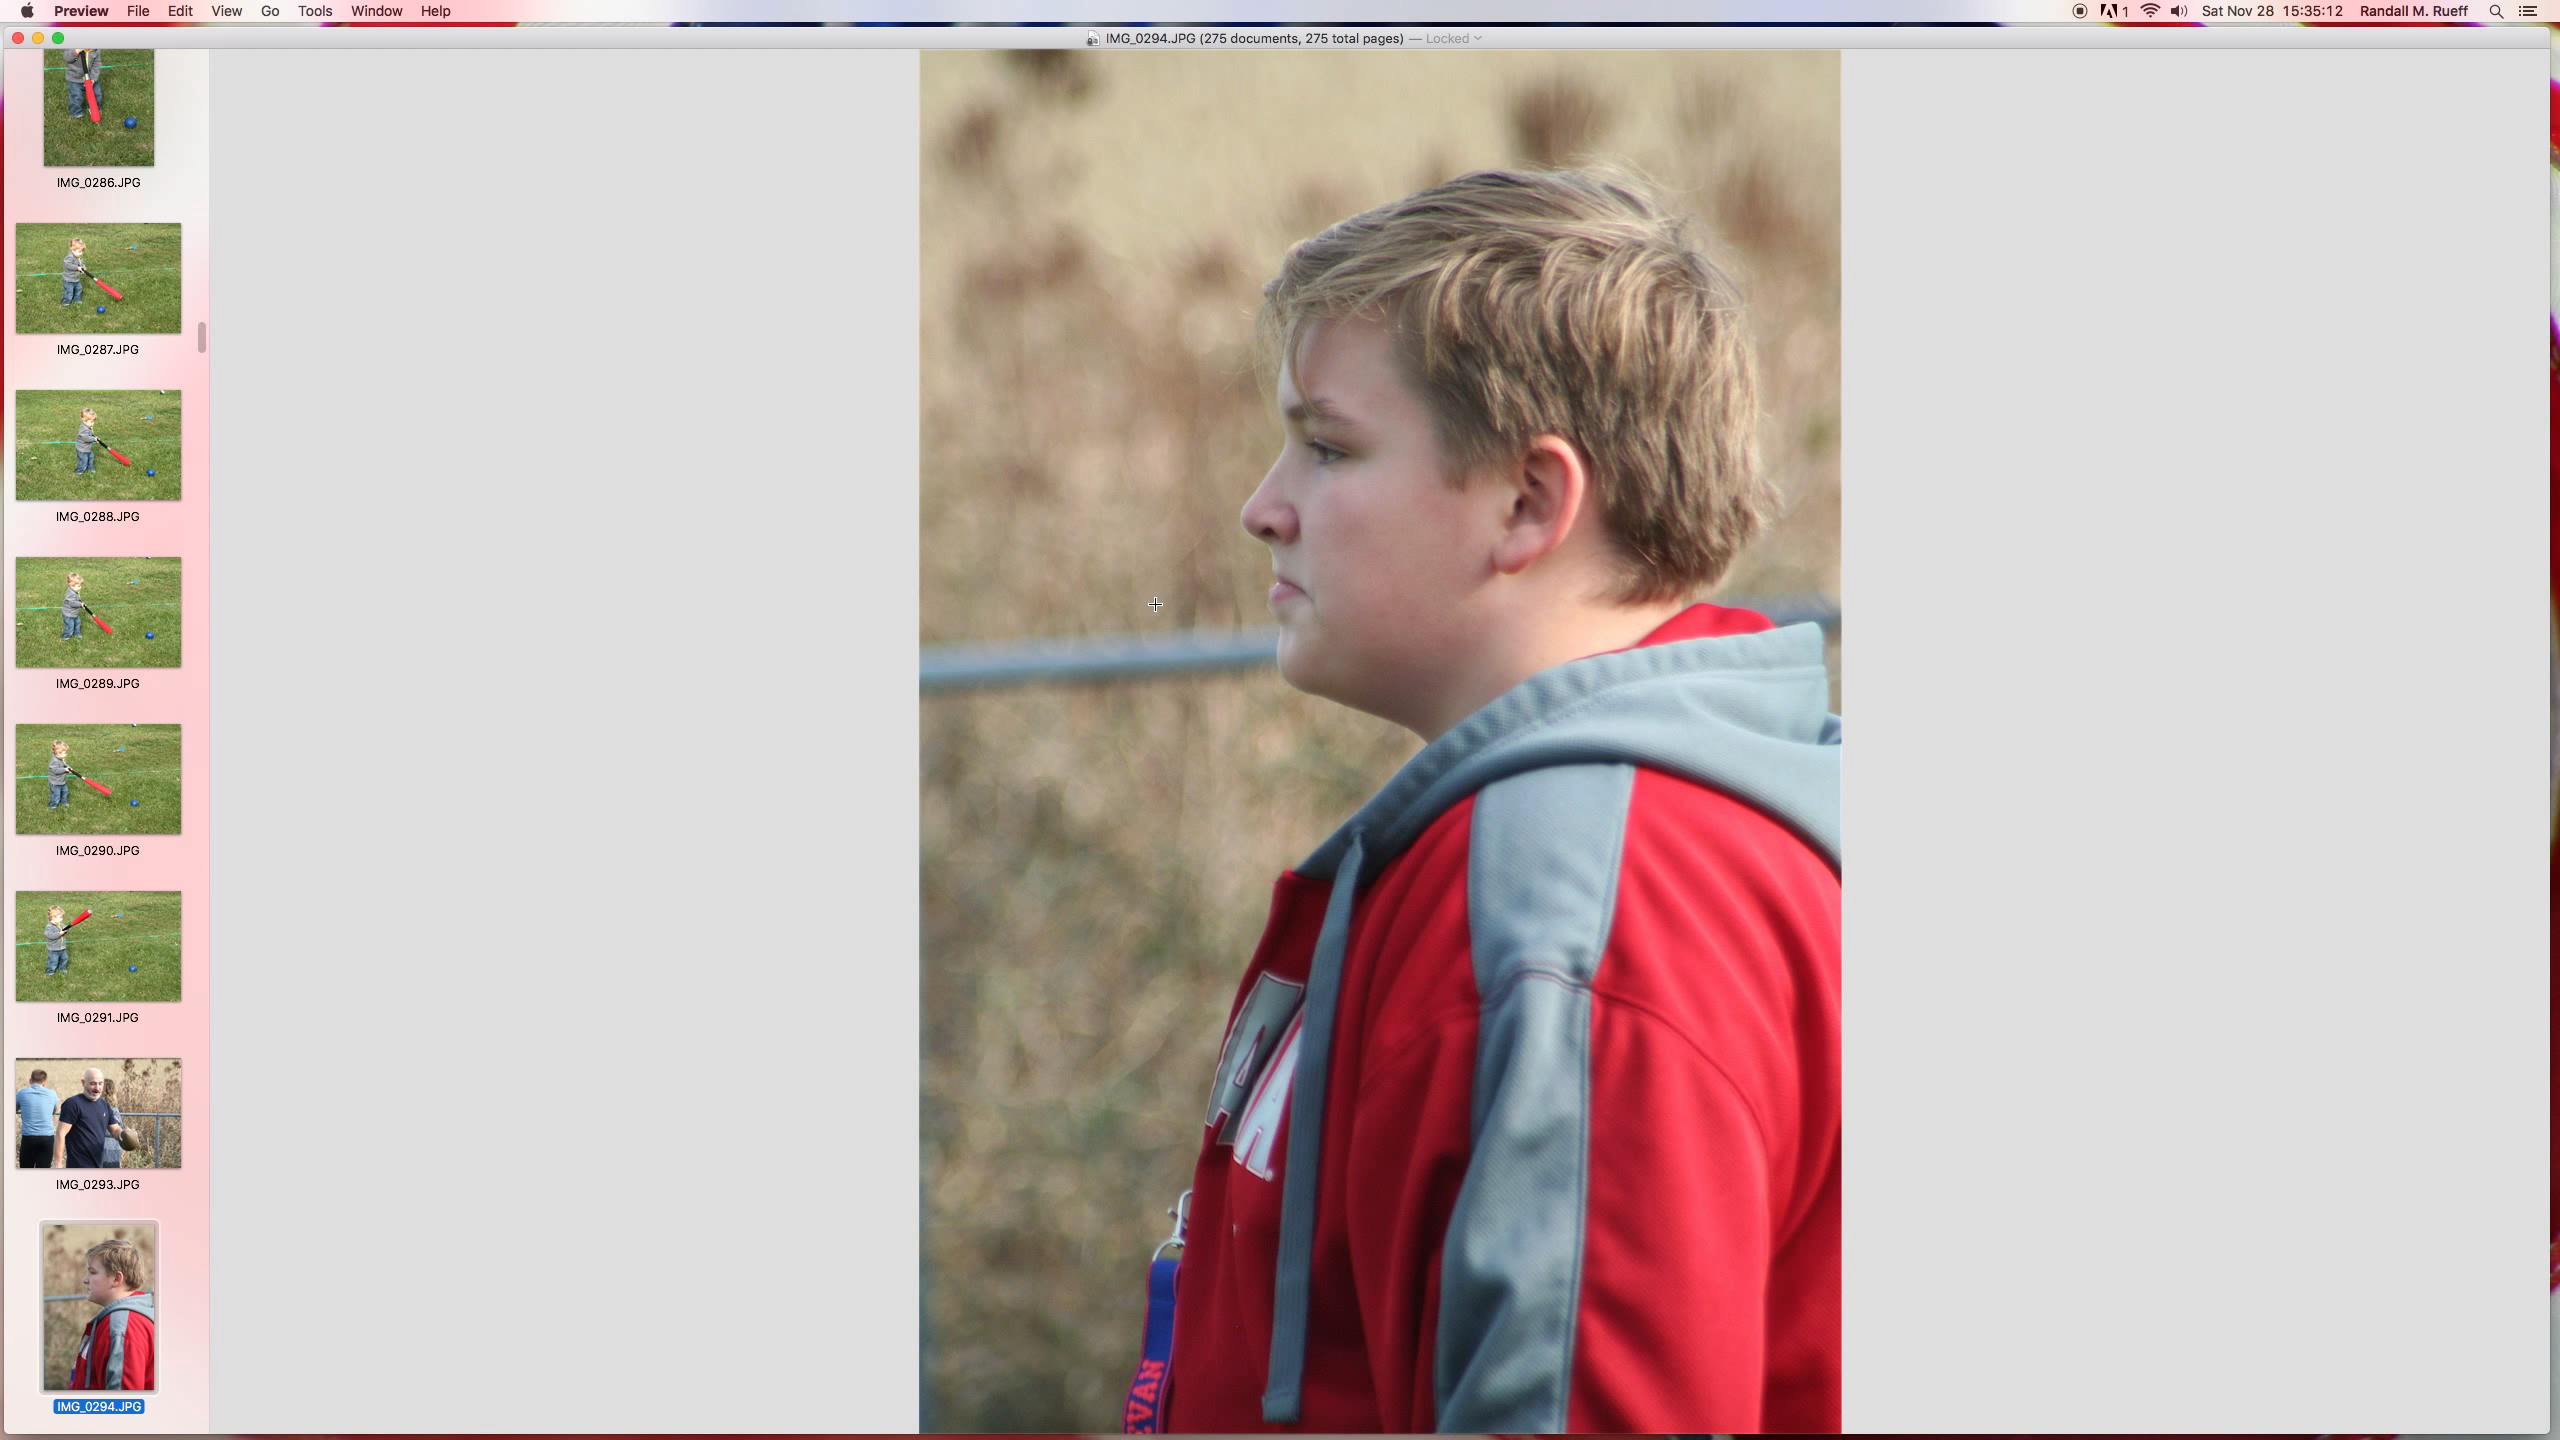 Preview File Edit View Go Tools Window Help
1 Sat Nov 28 15:35:12 Randall M. Rueff
IMG_0294.JPG (275 documents, 275 total pages) — Locked
IMG_0286.JPG
IMG_0287.JPG
IMG_0288.JPG
IMG_0289.JPG
IMG_0290.JPG
IMG_0291.JPG
IMG_0293.JPG
IMG_0294.JPG
EVAN